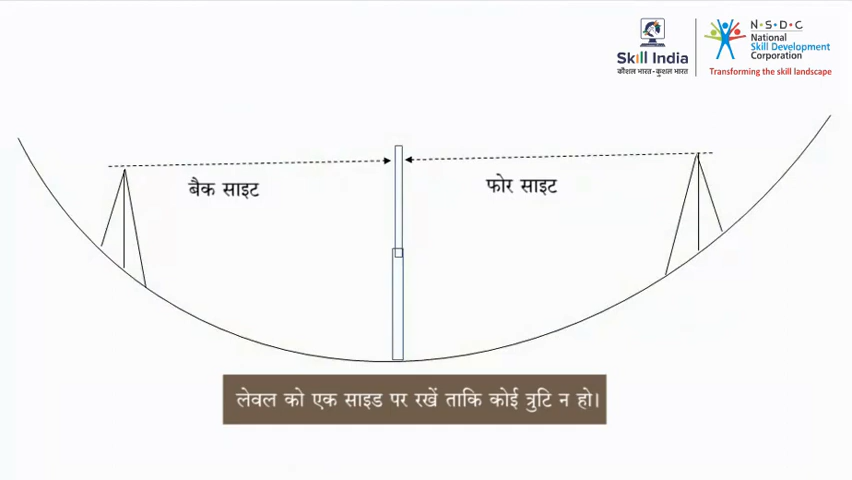 Skill India
कौशल भारत-कुशल भारत
N·S·D·C
National
Skill Development
Corporation
Transforming the skill landscape
बैक साइट
फोर साइट
लेवल को एक साइड पर रखें ताकि कोई त्रुटि न हो।